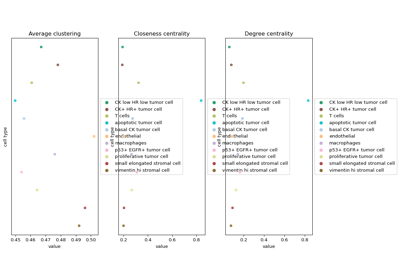 Average clustering
cell type
0.45 0.46 0.47 0.48 0.49 0.50
value
CK low HR low tumor cell
CK+ HR+ tumor cell
T cells
apoptotic tumor cell
basal CK tumor cell
endothelial
macrophages
p53+ EGFR+ tumor cell
proliferative tumor cell
small elongated stromal cell
vimentin hi stromal cell
Closeness centrality
cell type
0.2 0.4 0.6 0.8
value
CK low HR low tumor cell
CK+ HR+ tumor cell
T cells
apoptotic tumor cell
basal CK tumor cell
endothelial
macrophages
p53+ EGFR+ tumor cell
proliferative tumor cell
small elongated stromal cell
vimentin hi stromal cell
Degree centrality
cell type
0.2 0.4 0.6 0.8
value
CK low HR low tumor cell
CK+ HR+ tumor cell
T cells
apoptotic tumor cell
basal CK tumor cell
endothelial
macrophages
p53+ EGFR+ tumor cell
proliferative tumor cell
small elongated stromal cell
vimentin hi stromal cell